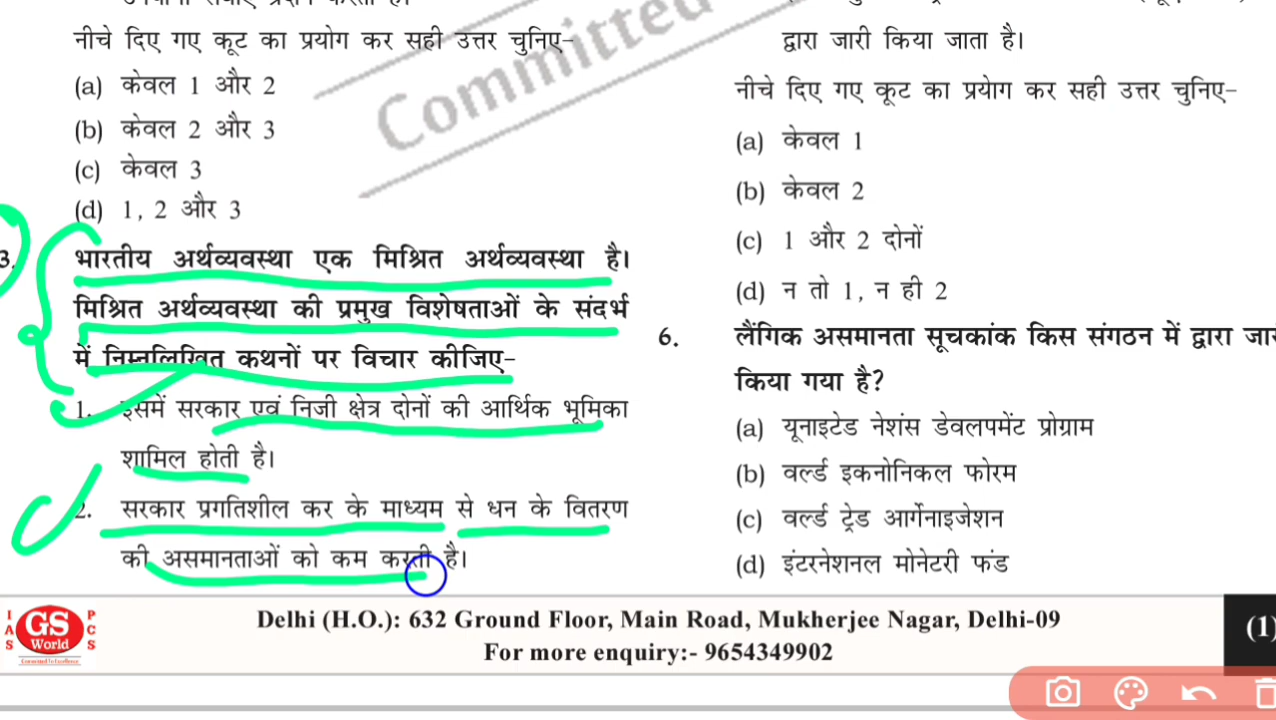 नीचे दिए गए कूट का प्रयोग कर सही उत्तर चुनिए-
(a) केवल 1 और 2
(b) केवल 2 और 3
(c) केवल 3
(d) 1, 2 और 3
3. भारतीय अर्थव्यवस्था एक मिश्रित अर्थव्यवस्था है।
मिश्रित अर्थव्यवस्था की प्रमुख विशेषताओं के संदर्भ
में निम्नलिखित कथनों पर विचार कीजिए-
1. इसमें सरकार एवं निजी क्षेत्र दोनों की आर्थिक भूमिका
शामिल होती है।
2. सरकार प्रगतिशील कर के माध्यम से धन के वितरण
की असमानताओं को कम करती है।
Committed
द्वारा जारी किया जाता है।
नीचे दिए गए कूट का प्रयोग कर सही उत्तर चुनिए-
(a) केवल 1
(b) केवल 2
(c) 1 और 2 दोनों
(d) न तो 1, न ही 2
6. लैंगिक असमानता सूचकांक किस संगठन में द्वारा
किया गया है?
(a) यूनाइटेड नेशंस डेवलपमेंट प्रोग्राम
(b) वर्ल्ड इकनोनिकल फोरम
(c) वर्ल्ड ट्रेड आर्गेनाइजेशन
(d) इंटरनेशनल मोनेटरी फंड
IAS GS World PCS
Delhi (H.O.): 632 Ground Floor, Main Road, Mukherjee Nagar, Delhi-09
For more enquiry:- 9654349902
(1)